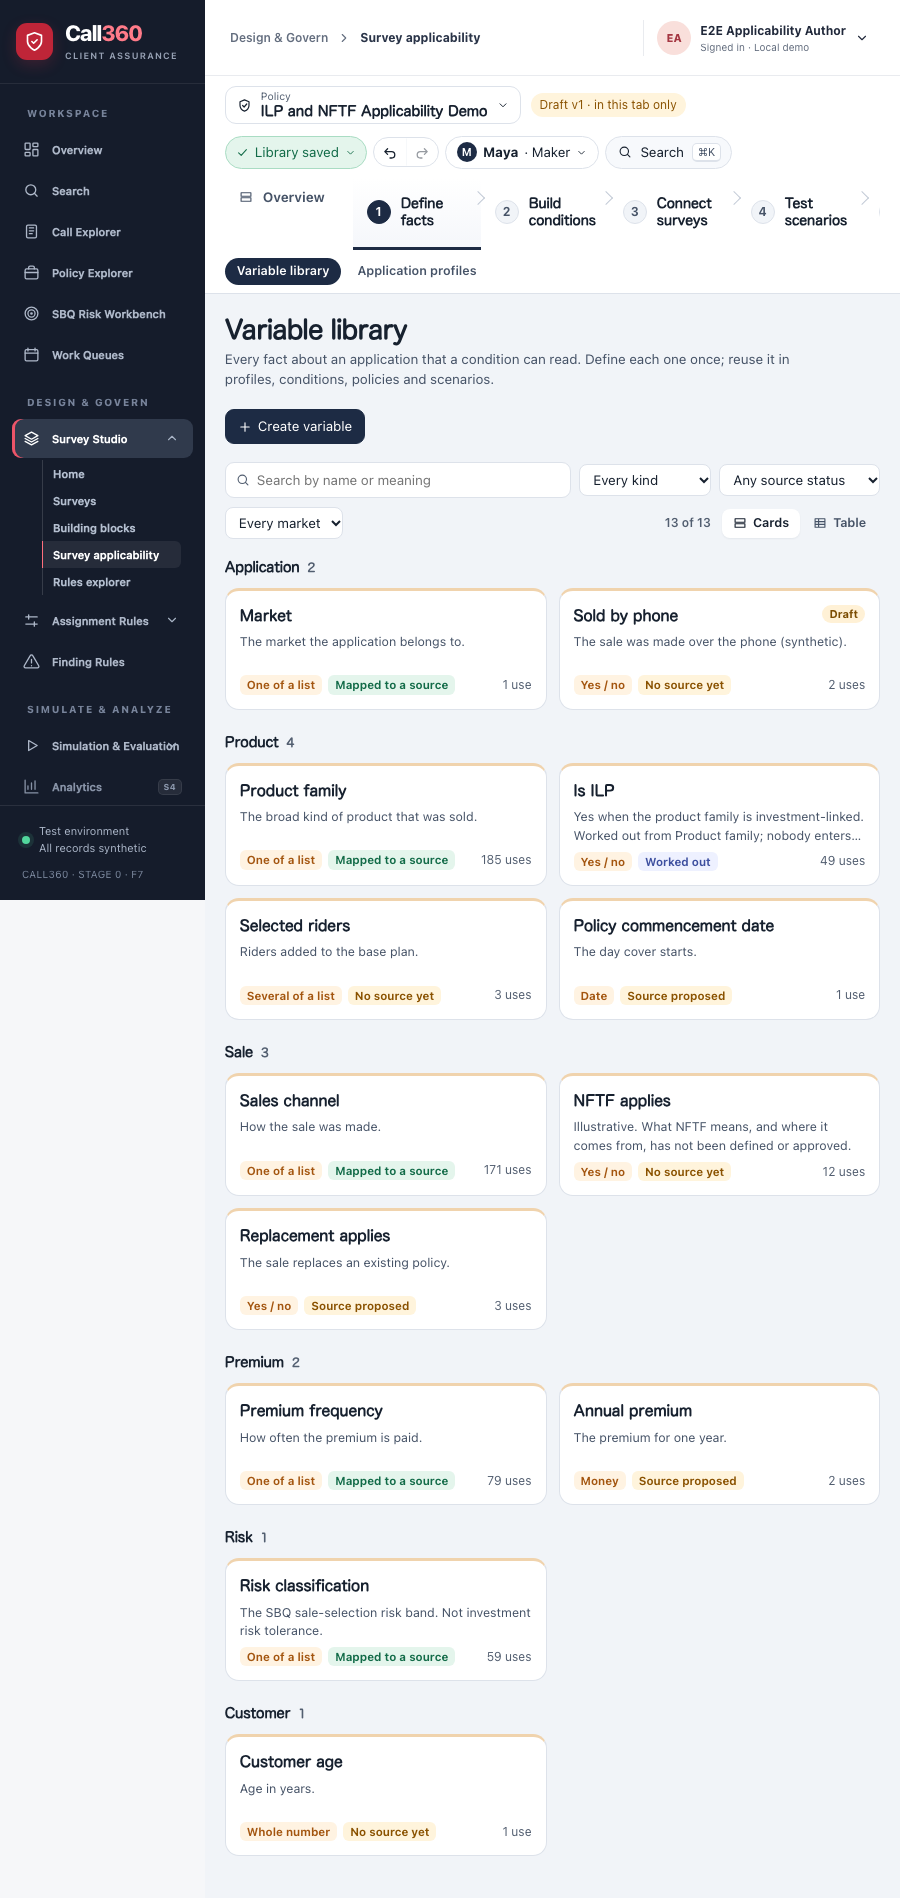 Call360
CLIENT ASSURANCE
WORKSPACE
Overview
Search
Call Explorer
Policy Explorer
SBQ Risk Workbench
Work Queues
DESIGN & GOVERN
Survey Studio
Home
Surveys
Building blocks
Survey applicability
Rules explorer
Assignment Rules
Finding Rules
SIMULATE & ANALYZE
Simulation & Evaluation
Analytics S4
Test environment
All records synthetic
CALL360 · STAGE 0 · F7
Design & Govern > Survey applicability
EA
E2E Applicability Author
Signed in · Local demo
Policy
ILP and NFTF Applicability Demo
Draft v1 · in this tab only
Library saved
M Maya · Maker
Search ⌘K
Overview
1 Define facts
2 Build conditions
3 Connect surveys
4 Test scenarios
Variable library
Application profiles
Variable library
Every fact about an application that a condition can read. Define each one once; reuse it in
profiles, conditions, policies and scenarios.
+ Create variable
Search by name or meaning
Every kind
Any source status
Every market
13 of 13
Cards
Table
Application 2
Market
The market the application belongs to.
One of a list Mapped to a source 1 use
Sold by phone Draft
The sale was made over the phone (synthetic).
Yes / no No source yet 2 uses
Product 4
Product family
The broad kind of product that was sold.
One of a list Mapped to a source 185 uses
Is ILP
Yes when the product family is investment-linked.
Worked out from Product family; nobody enters...
Yes / no Worked out 49 uses
Selected riders
Riders added to the base plan.
Several of a list No source yet 3 uses
Policy commencement date
The day cover starts.
Date Source proposed 1 use
Sale 3
Sales channel
How the sale was made.
One of a list Mapped to a source 171 uses
NFTF applies
Illustrative. What NFTF means, and where it
comes from, has not been defined or approved.
Yes / no No source yet 12 uses
Replacement applies
The sale replaces an existing policy.
Yes / no Source proposed 3 uses
Premium 2
Premium frequency
How often the premium is paid.
One of a list Mapped to a source 79 uses
Annual premium
The premium for one year.
Money Source proposed 2 uses
Risk 1
Risk classification
The SBQ sale-selection risk band. Not investment
risk tolerance.
One of a list Mapped to a source 59 uses
Customer 1
Customer age
Age in years.
Whole number No source yet 1 use